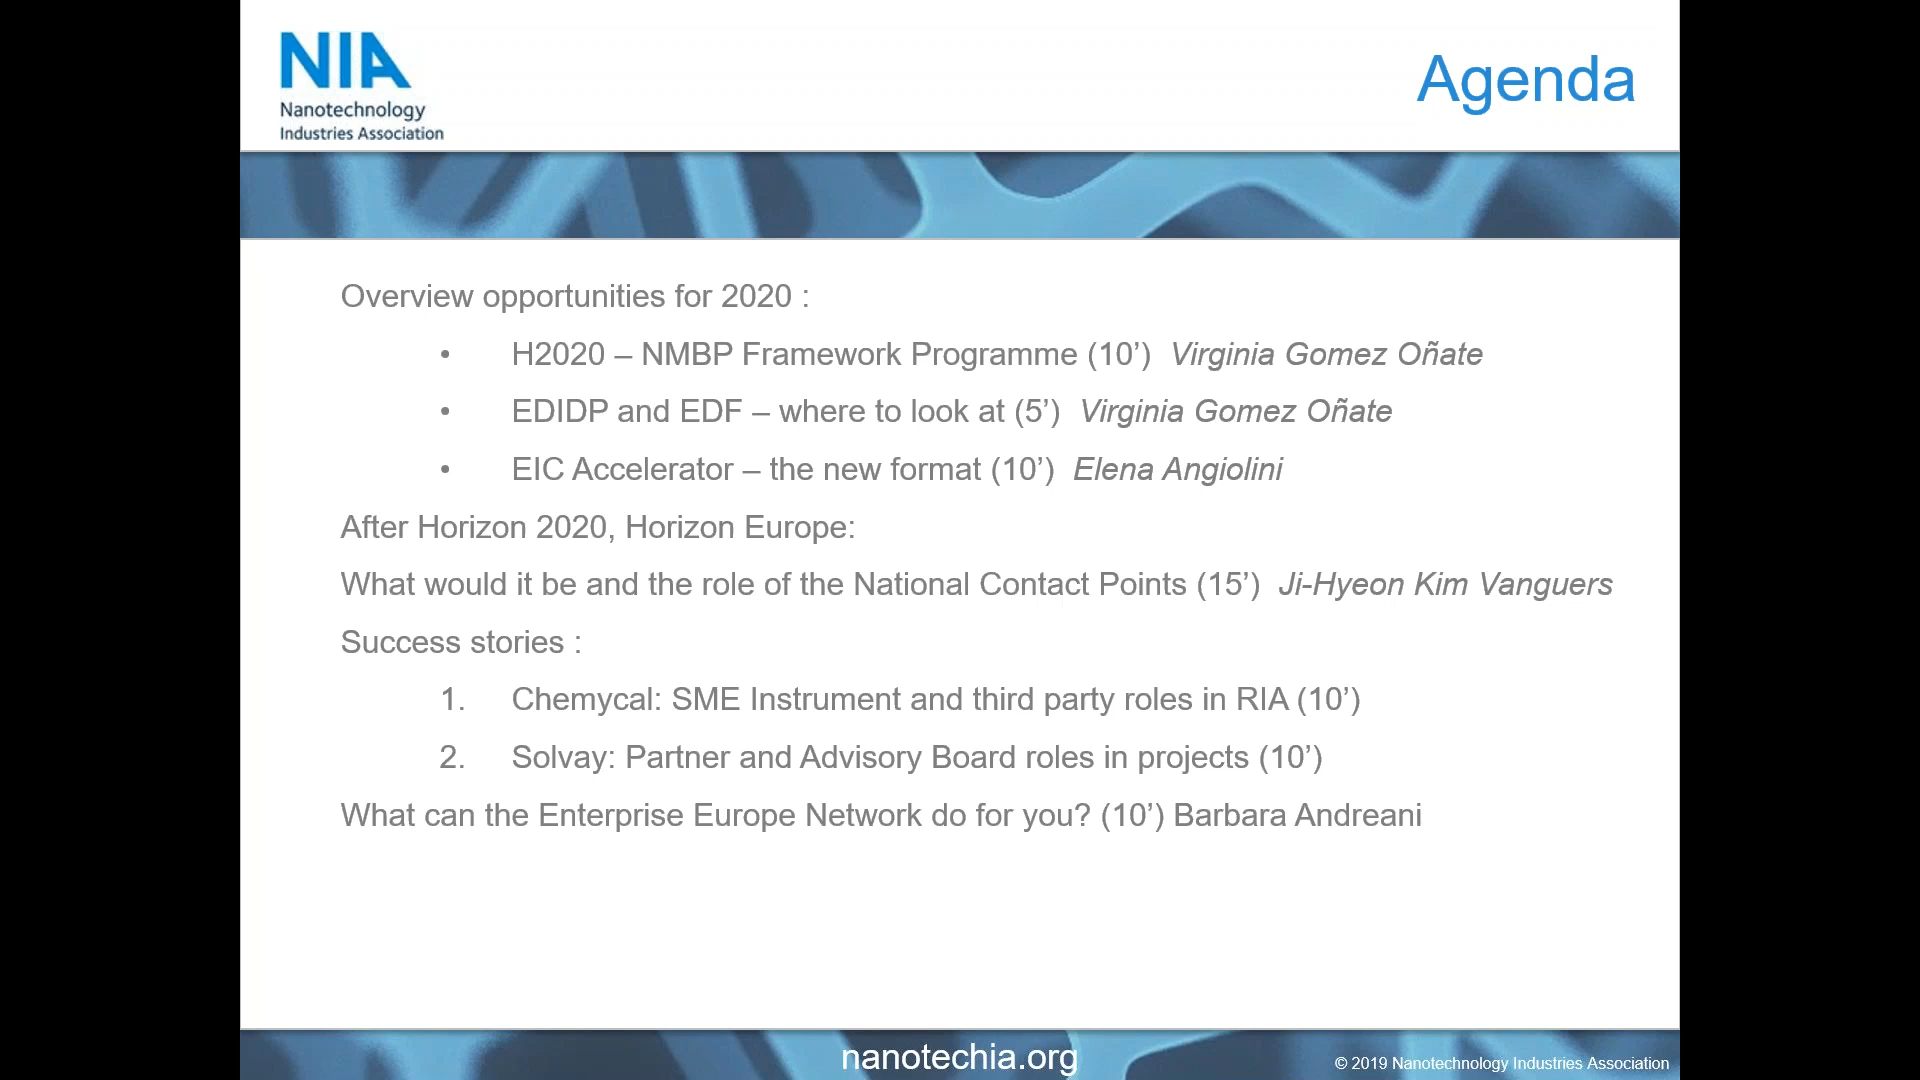 NIA
Nanotechnology
Industries Association
Agenda
Overview opportunities for 2020 :
• H2020 – NMBP Framework Programme (10’) Virginia Gomez Oñate
• EDIDP and EDF – where to look at (5’) Virginia Gomez Oñate
• EIC Accelerator – the new format (10’) Elena Angiolini
After Horizon 2020, Horizon Europe:
What would it be and the role of the National Contact Points (15’) Ji-Hyeon Kim Vanguers
Success stories :
1. Chemycal: SME Instrument and third party roles in RIA (10’)
2. Solvay: Partner and Advisory Board roles in projects (10’)
What can the Enterprise Europe Network do for you? (10’) Barbara Andreani
nanotechia.org
© 2019 Nanotechnology Industries Association